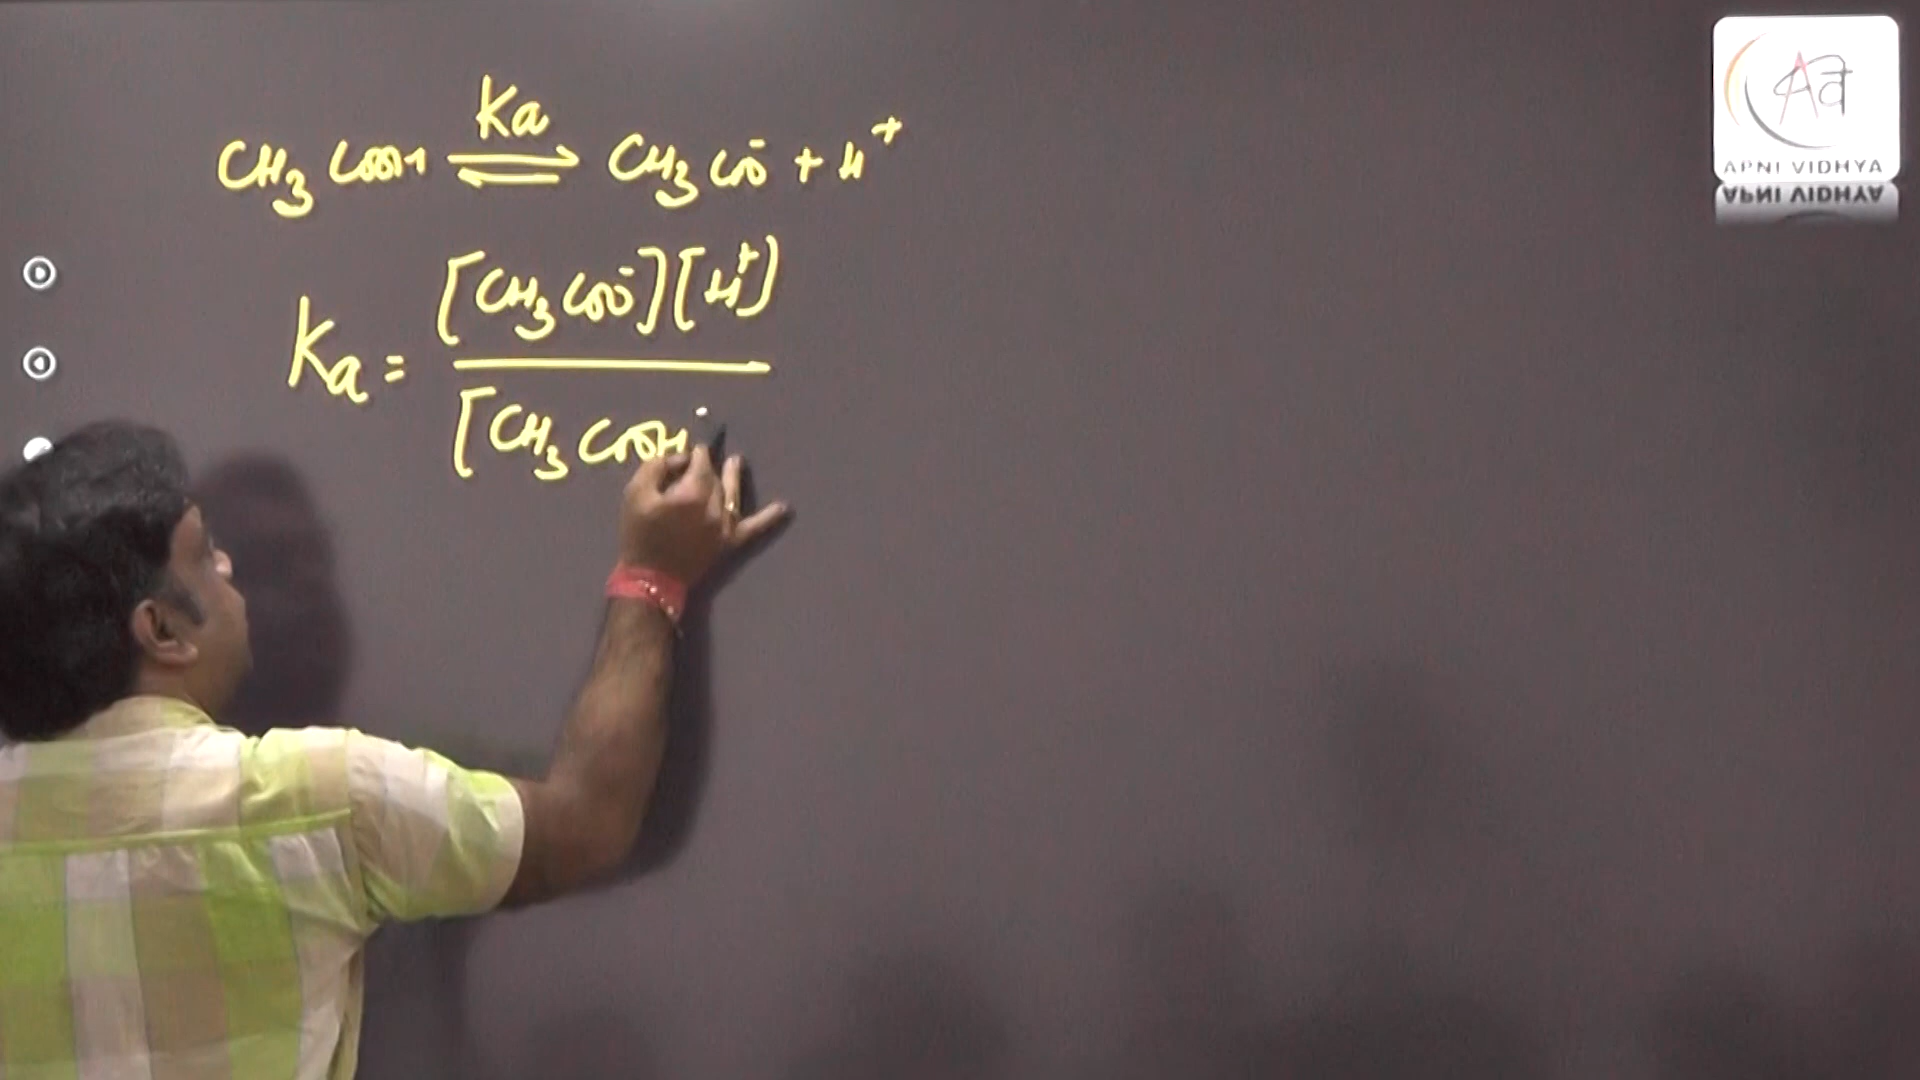 CH₃COOH ⇌ Ka CH₃COO⁻ + H⁺
Ka = [CH₃COO⁻][H⁺)
[CH₃COOH
APNI VIDHYA